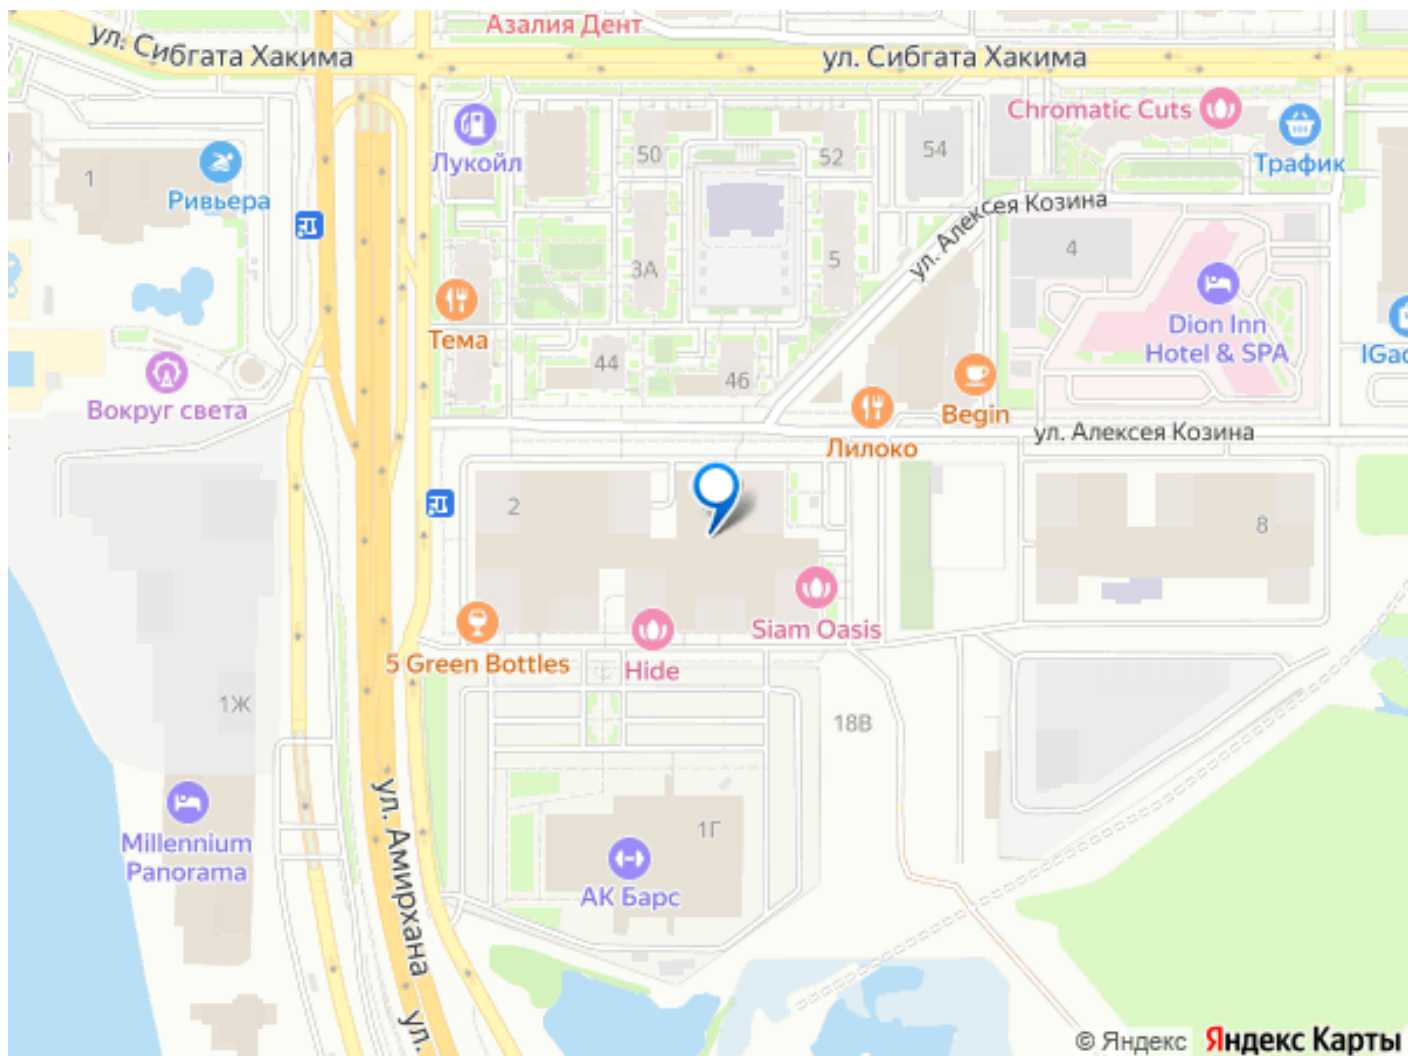 Азалия Дент
ул. Сибгата Хакима
ул. Сибгата Хакима
Chromatic Cuts
Лукойл
50
52
54
Трафик
1
Ривьера
ул. Алексея Козина
3А
5
4
Тема
Dion Inn
Hotel & SPA
44
46
Вокруг света
Begin
Лилоко
ул. Алексея Козина
2
8
Siam Oasis
5 Green Bottles
Hide
1Ж
18В
Millennium
Panorama
1Г
АК Барс
ул. Амирхана
ул.
© Яндекс Яндекс Карты